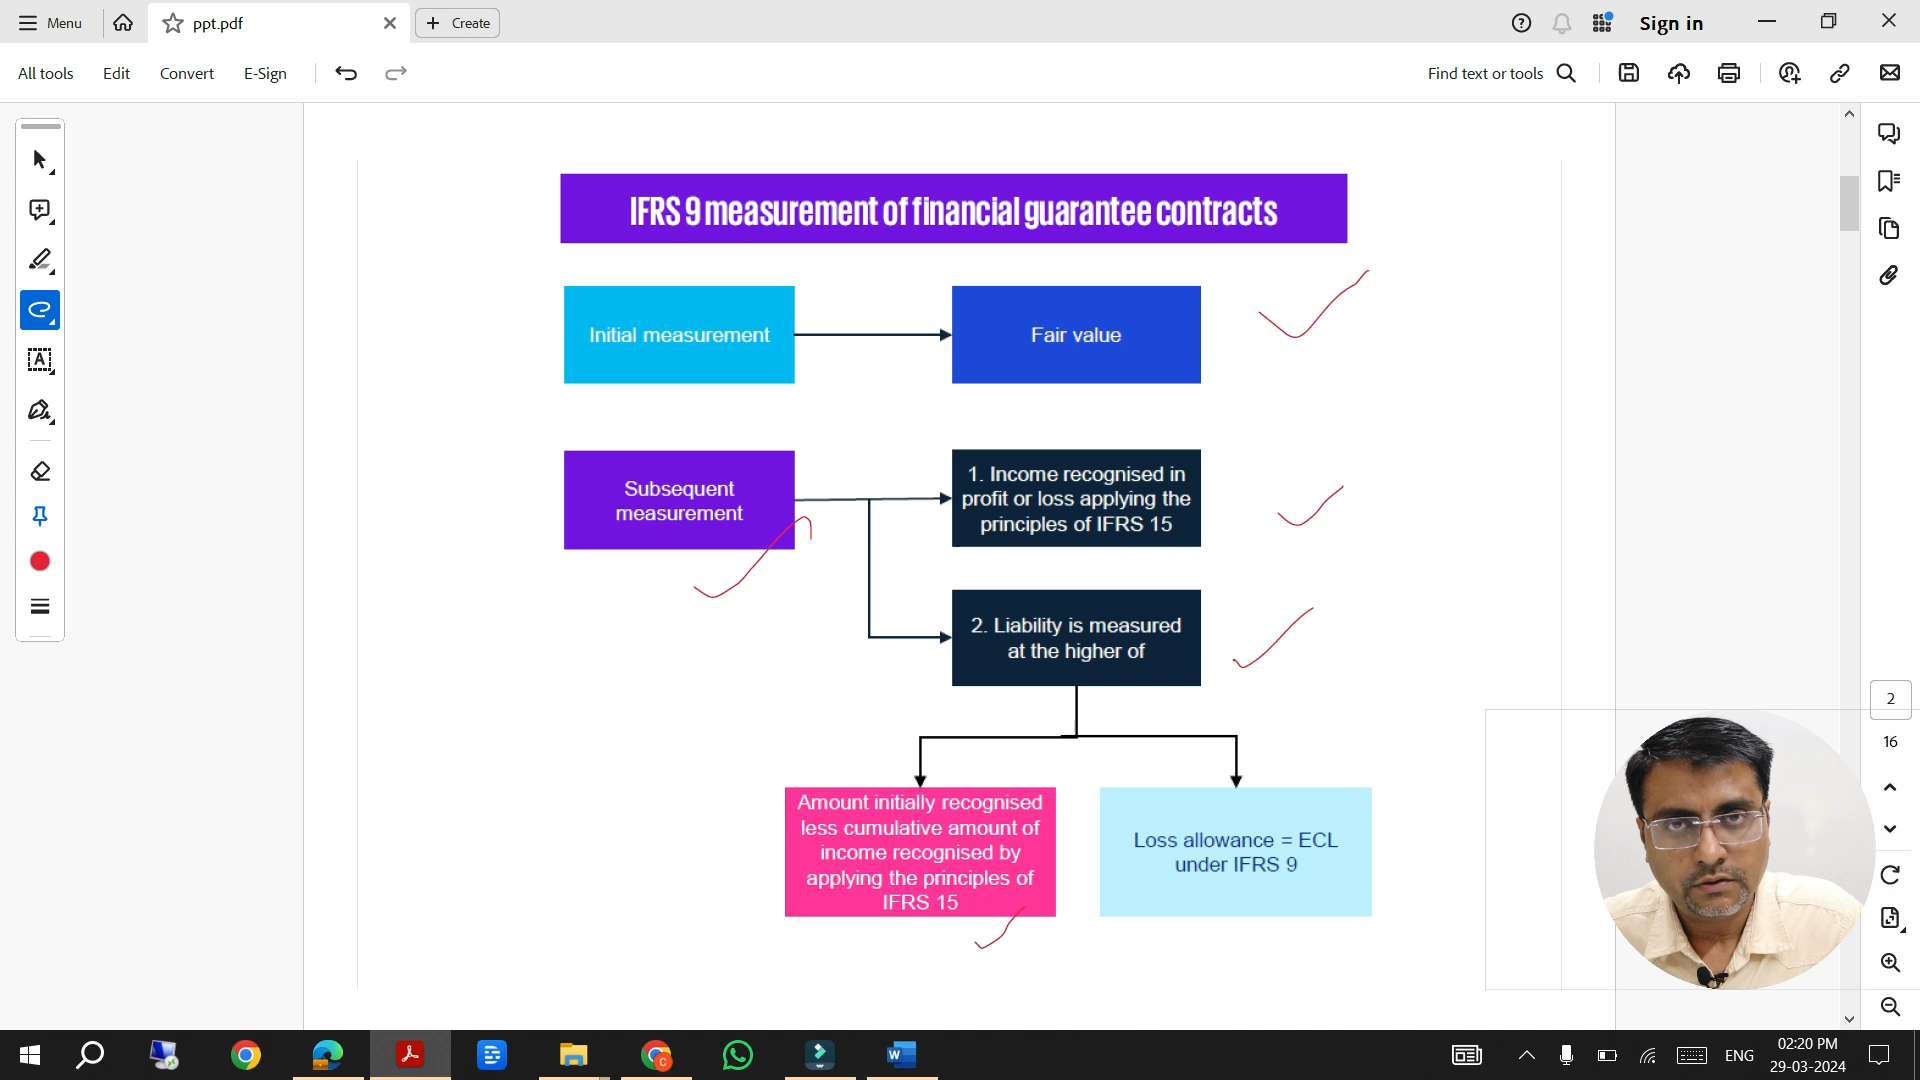 Menu
ppt.pdf
Create
Sign in
All tools
Edit
Convert
E-Sign
Find text or tools
IFRS 9 measurement of financial guarantee contracts
Initial measurement
Fair value
Subsequent
measurement
1. Income recognised in
profit or loss applying the
principles of IFRS 15
2. Liability is measured
at the higher of
Amount initially recognised
less cumulative amount of
income recognised by
applying the principles of
IFRS 15
Loss allowance = ECL
under IFRS 9
2
16
ENG
02:20 PM
29-03-2024